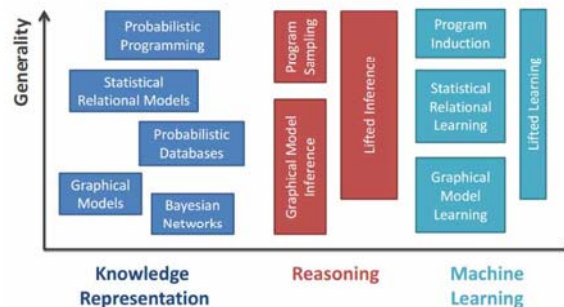 Generality
Probabilistic
Programming
Statistical
Relational Models
Probabilistic
Databases
Graphical
Models
Bayesian
Networks
Program
Sampling
Graphical Model
Inference
Lifted Inference
Program
Induction
Statistical
Relational
Learning
Graphical
Model
Learning
Lifted Learning
Knowledge
Representation
Reasoning
Machine
Learning